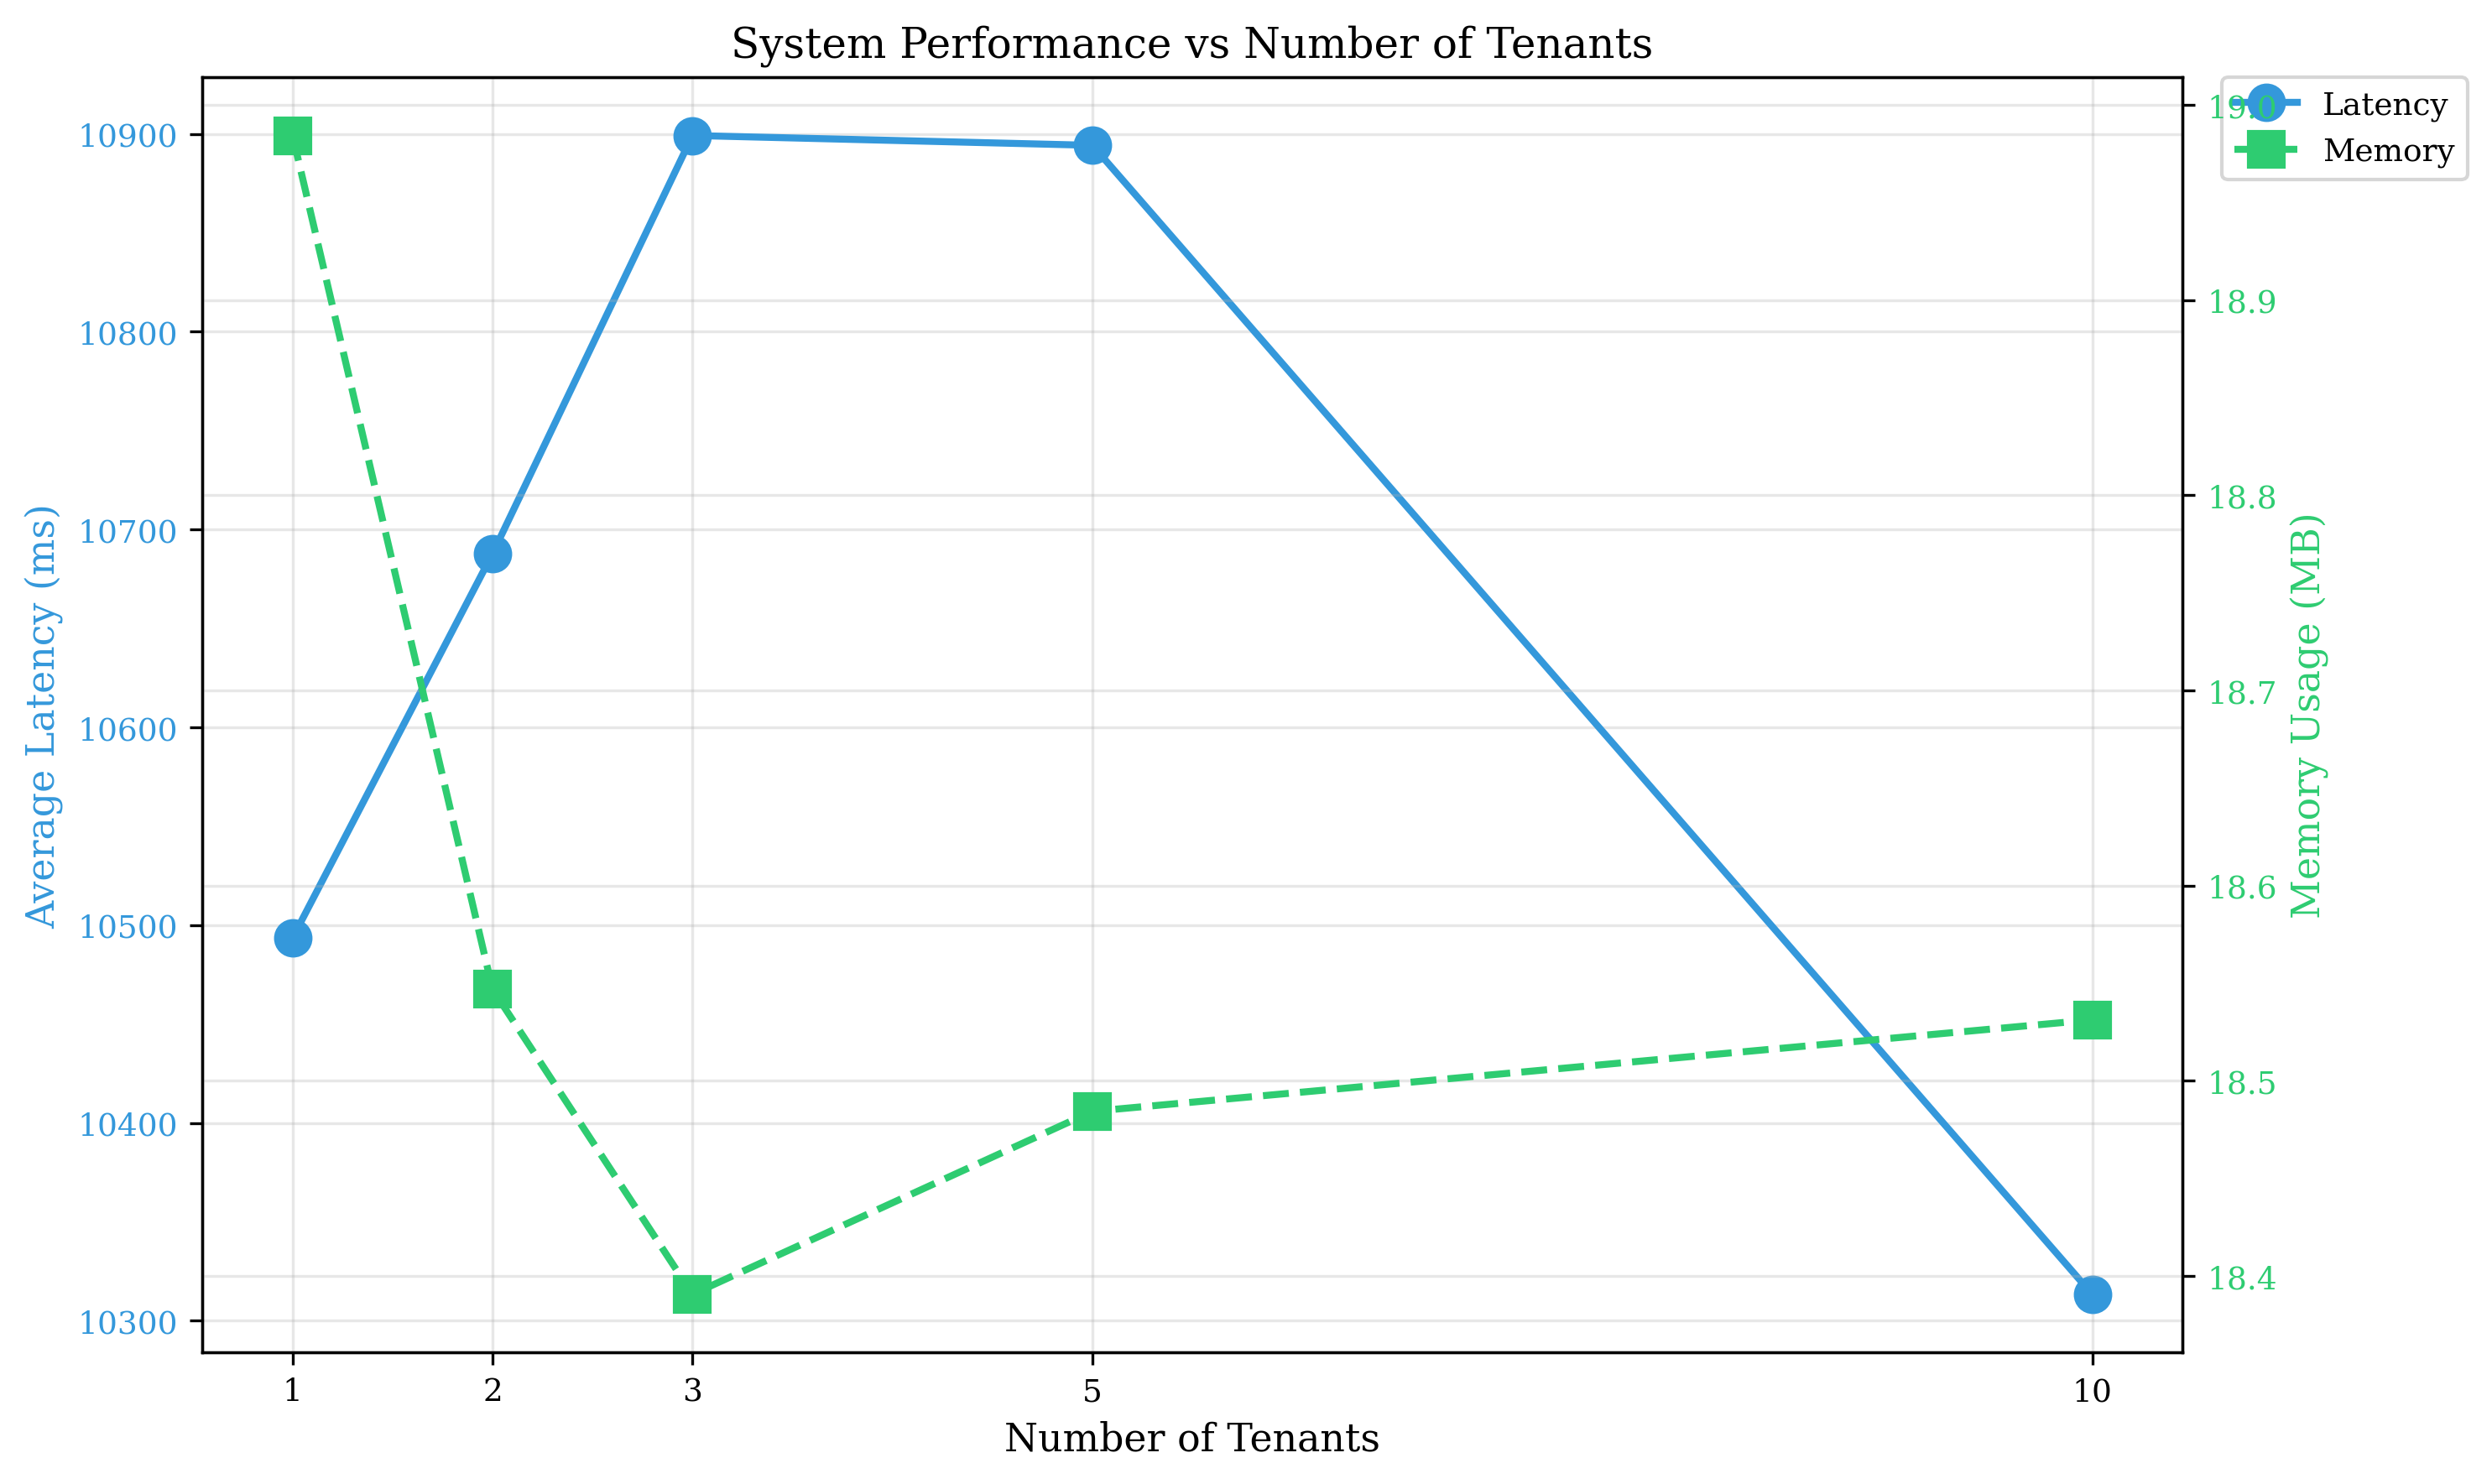 System Performance vs Number of Tenants
Average Latency (ms)
10900
10800
10700
10600
10500
10400
10300
1 2 3 5 10
Number of Tenants
19.0
18.9
18.8
18.7
18.6
18.5
18.4
Memory Usage (MB)
Latency
Memory